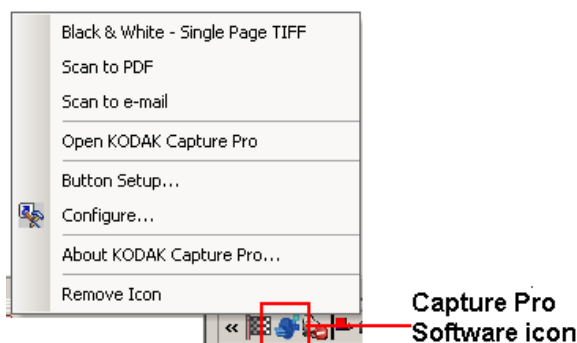 Black & White - Single Page TIFF
Scan to PDF
Scan to e-mail
Open KODAK Capture Pro
Button Setup...
Configure...
About KODAK Capture Pro...
Remove Icon
«
Capture Pro
Software icon